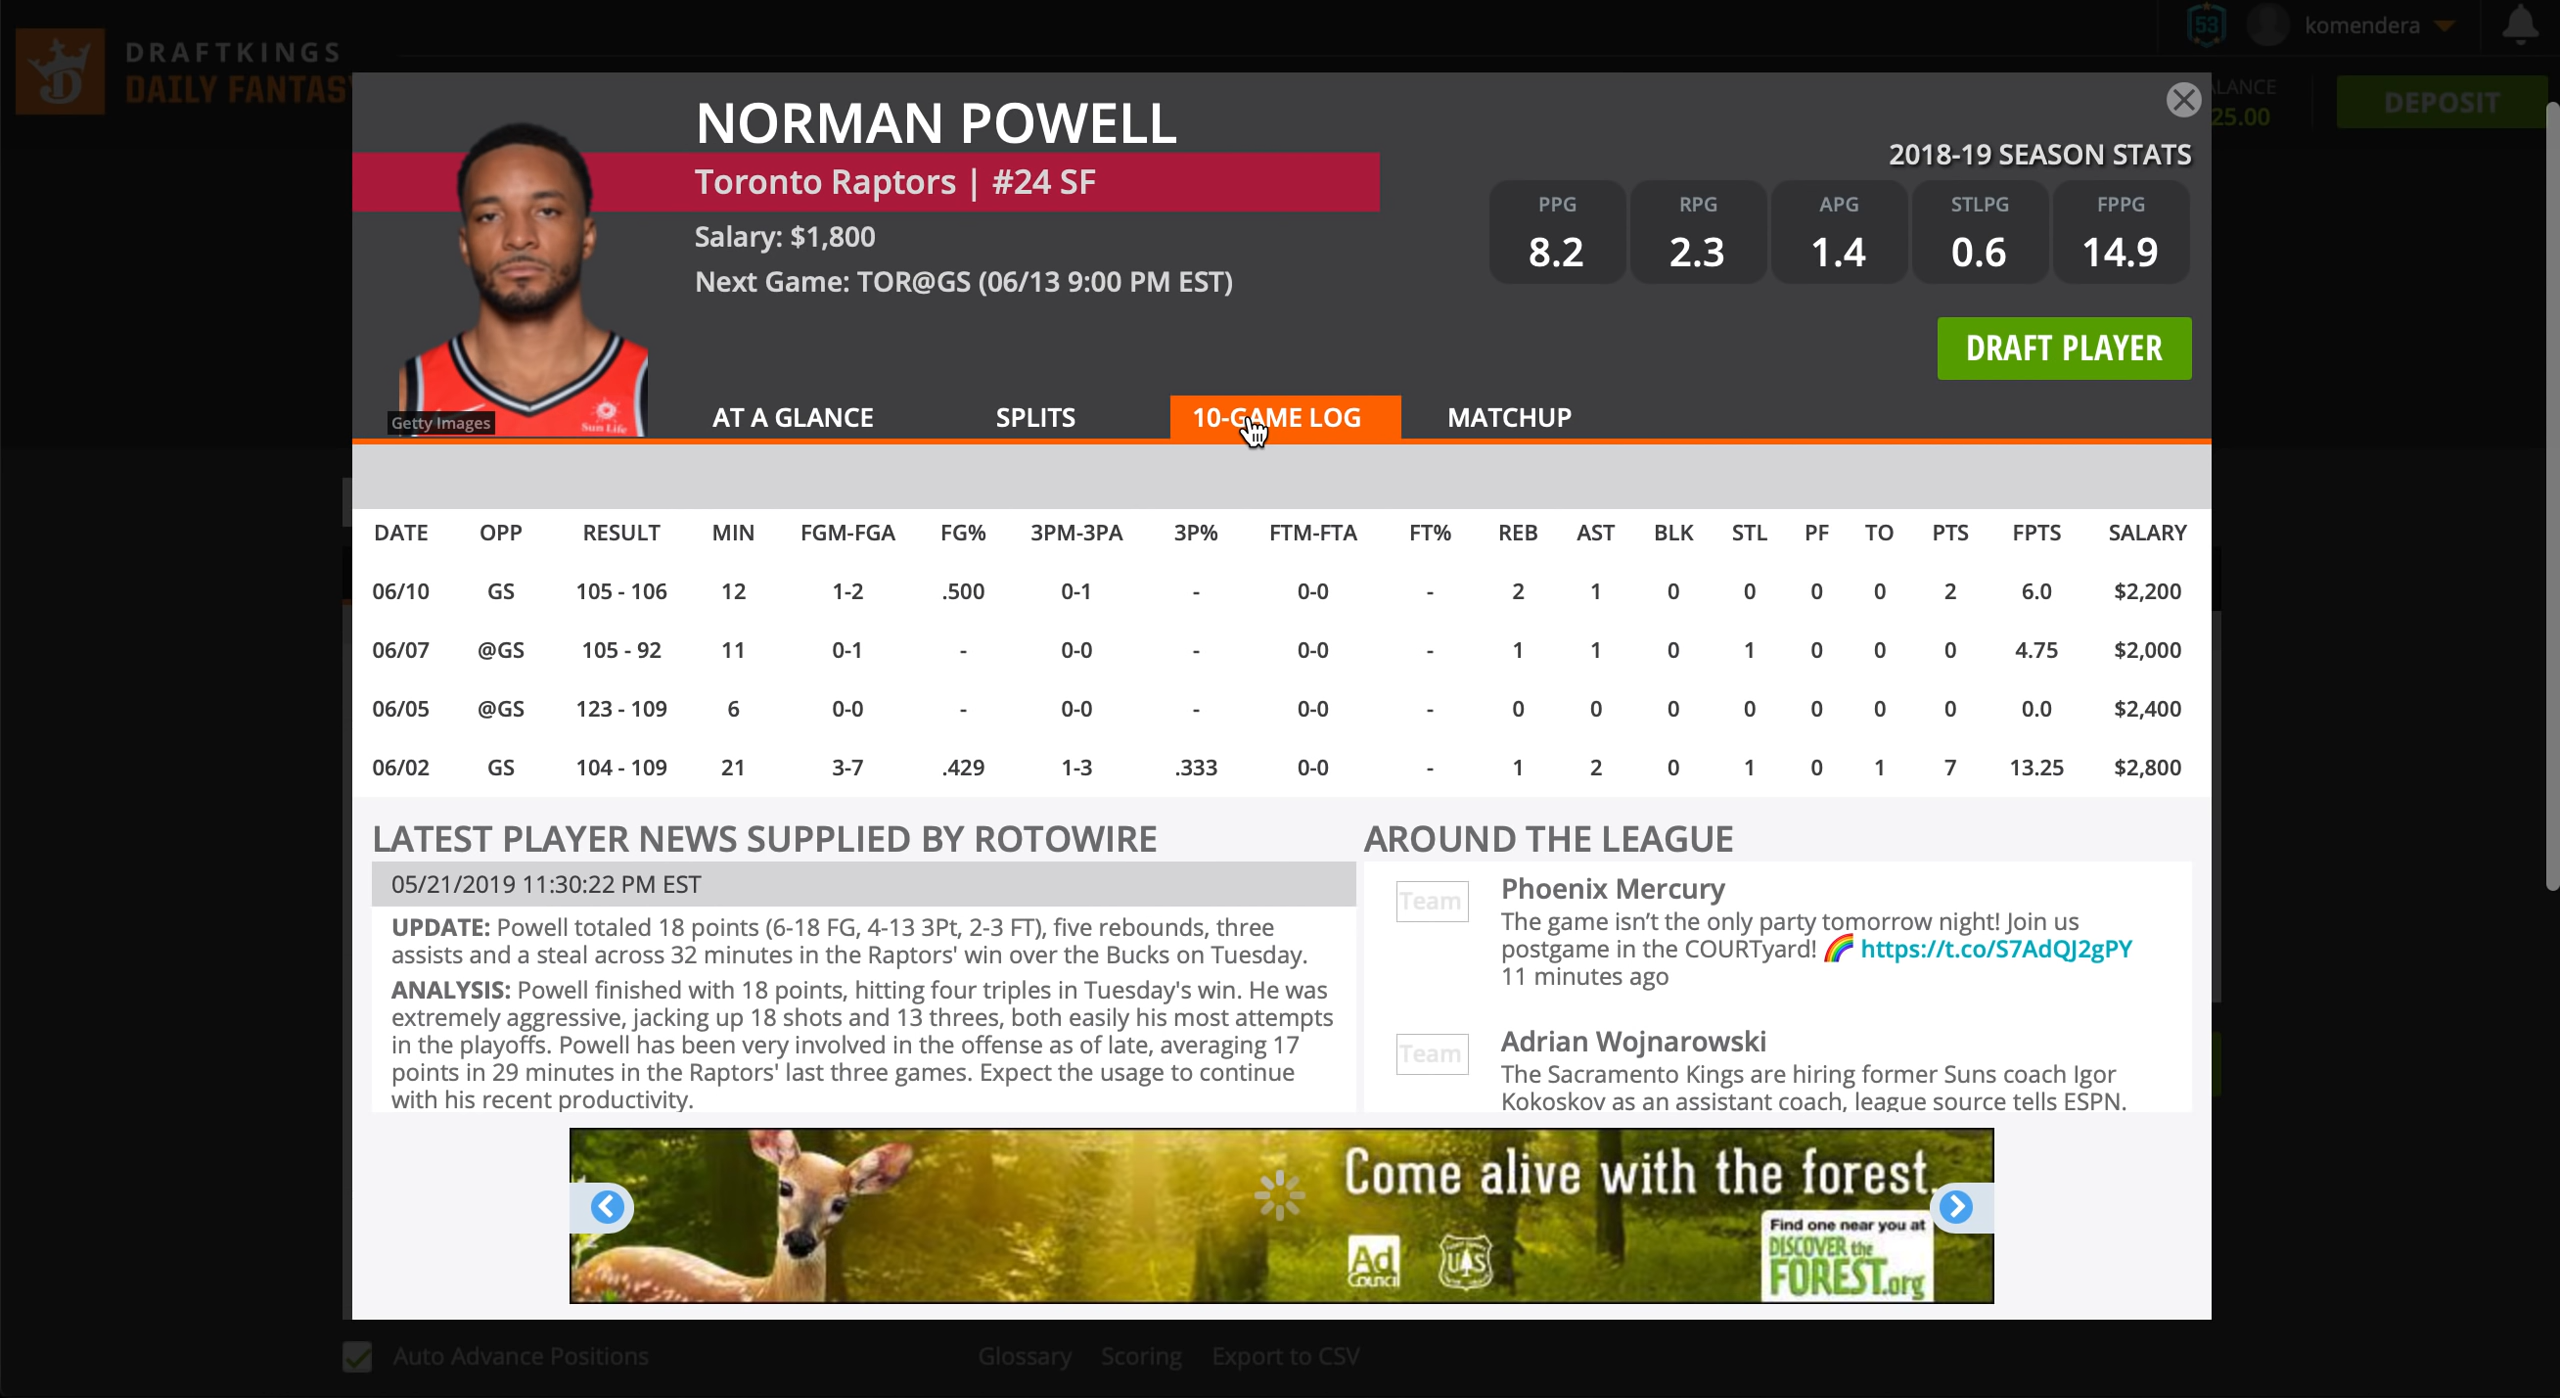 DRAFTKINGS
DAILY FANTAS
53
komendera
LANCE
25.00
DEPOSIT
NORMAN POWELL
Toronto Raptors | #24 SF
Salary: $1,800
Next Game: TOR@GS (06/13 9:00 PM EST)
2018-19 SEASON STATS
PPG RPG APG STLPG FPPG
8.2 2.3 1.4 0.6 14.9
DRAFT PLAYER
Sun Life
Getty Images
AT A GLANCE SPLITS 10-GAME LOG MATCHUP
DATE OPP RESULT MIN FGM-FGA FG% 3PM-3PA 3P% FTM-FTA FT% REB AST BLK STL PF TO PTS FPTS SALARY
06/10 GS 105 - 106 12 1-2 .500 0-1 - 0-0 - 2 1 0 0 0 0 2 6.0 $2,200
06/07 @GS 105 - 92 11 0-1 - 0-0 - 0-0 - 1 1 0 1 0 0 0 4.75 $2,000
06/05 @GS 123 - 109 6 0-0 - 0-0 - 0-0 - 0 0 0 0 0 0 0 0.0 $2,400
06/02 GS 104 - 109 21 3-7 .429 1-3 .333 0-0 - 1 2 0 1 0 1 7 13.25 $2,800
LATEST PLAYER NEWS SUPPLIED BY ROTOWIRE
05/21/2019 11:30:22 PM EST
UPDATE: Powell totaled 18 points (6-18 FG, 4-13 3Pt, 2-3 FT), five rebounds, three
assists and a steal across 32 minutes in the Raptors' win over the Bucks on Tuesday.
ANALYSIS: Powell finished with 18 points, hitting four triples in Tuesday's win. He was
extremely aggressive, jacking up 18 shots and 13 threes, both easily his most attempts
in the playoffs. Powell has been very involved in the offense as of late, averaging 17
points in 29 minutes in the Raptors' last three games. Expect the usage to continue
with his recent productivity.
AROUND THE LEAGUE
Team
Phoenix Mercury
The game isn’t the only party tomorrow night! Join us
postgame in the COURTyard! 🌈 https://t.co/S7AdQJ2gPY
11 minutes ago
Team
Adrian Wojnarowski
The Sacramento Kings are hiring former Suns coach Igor
Kokoskov as an assistant coach, league source tells ESPN.
Come alive with the forest.
Ad
Council
UAS
Find one near you at
DISCOVER the
FOREST.org
Auto Advance Positions
Glossary Scoring Export to CSV